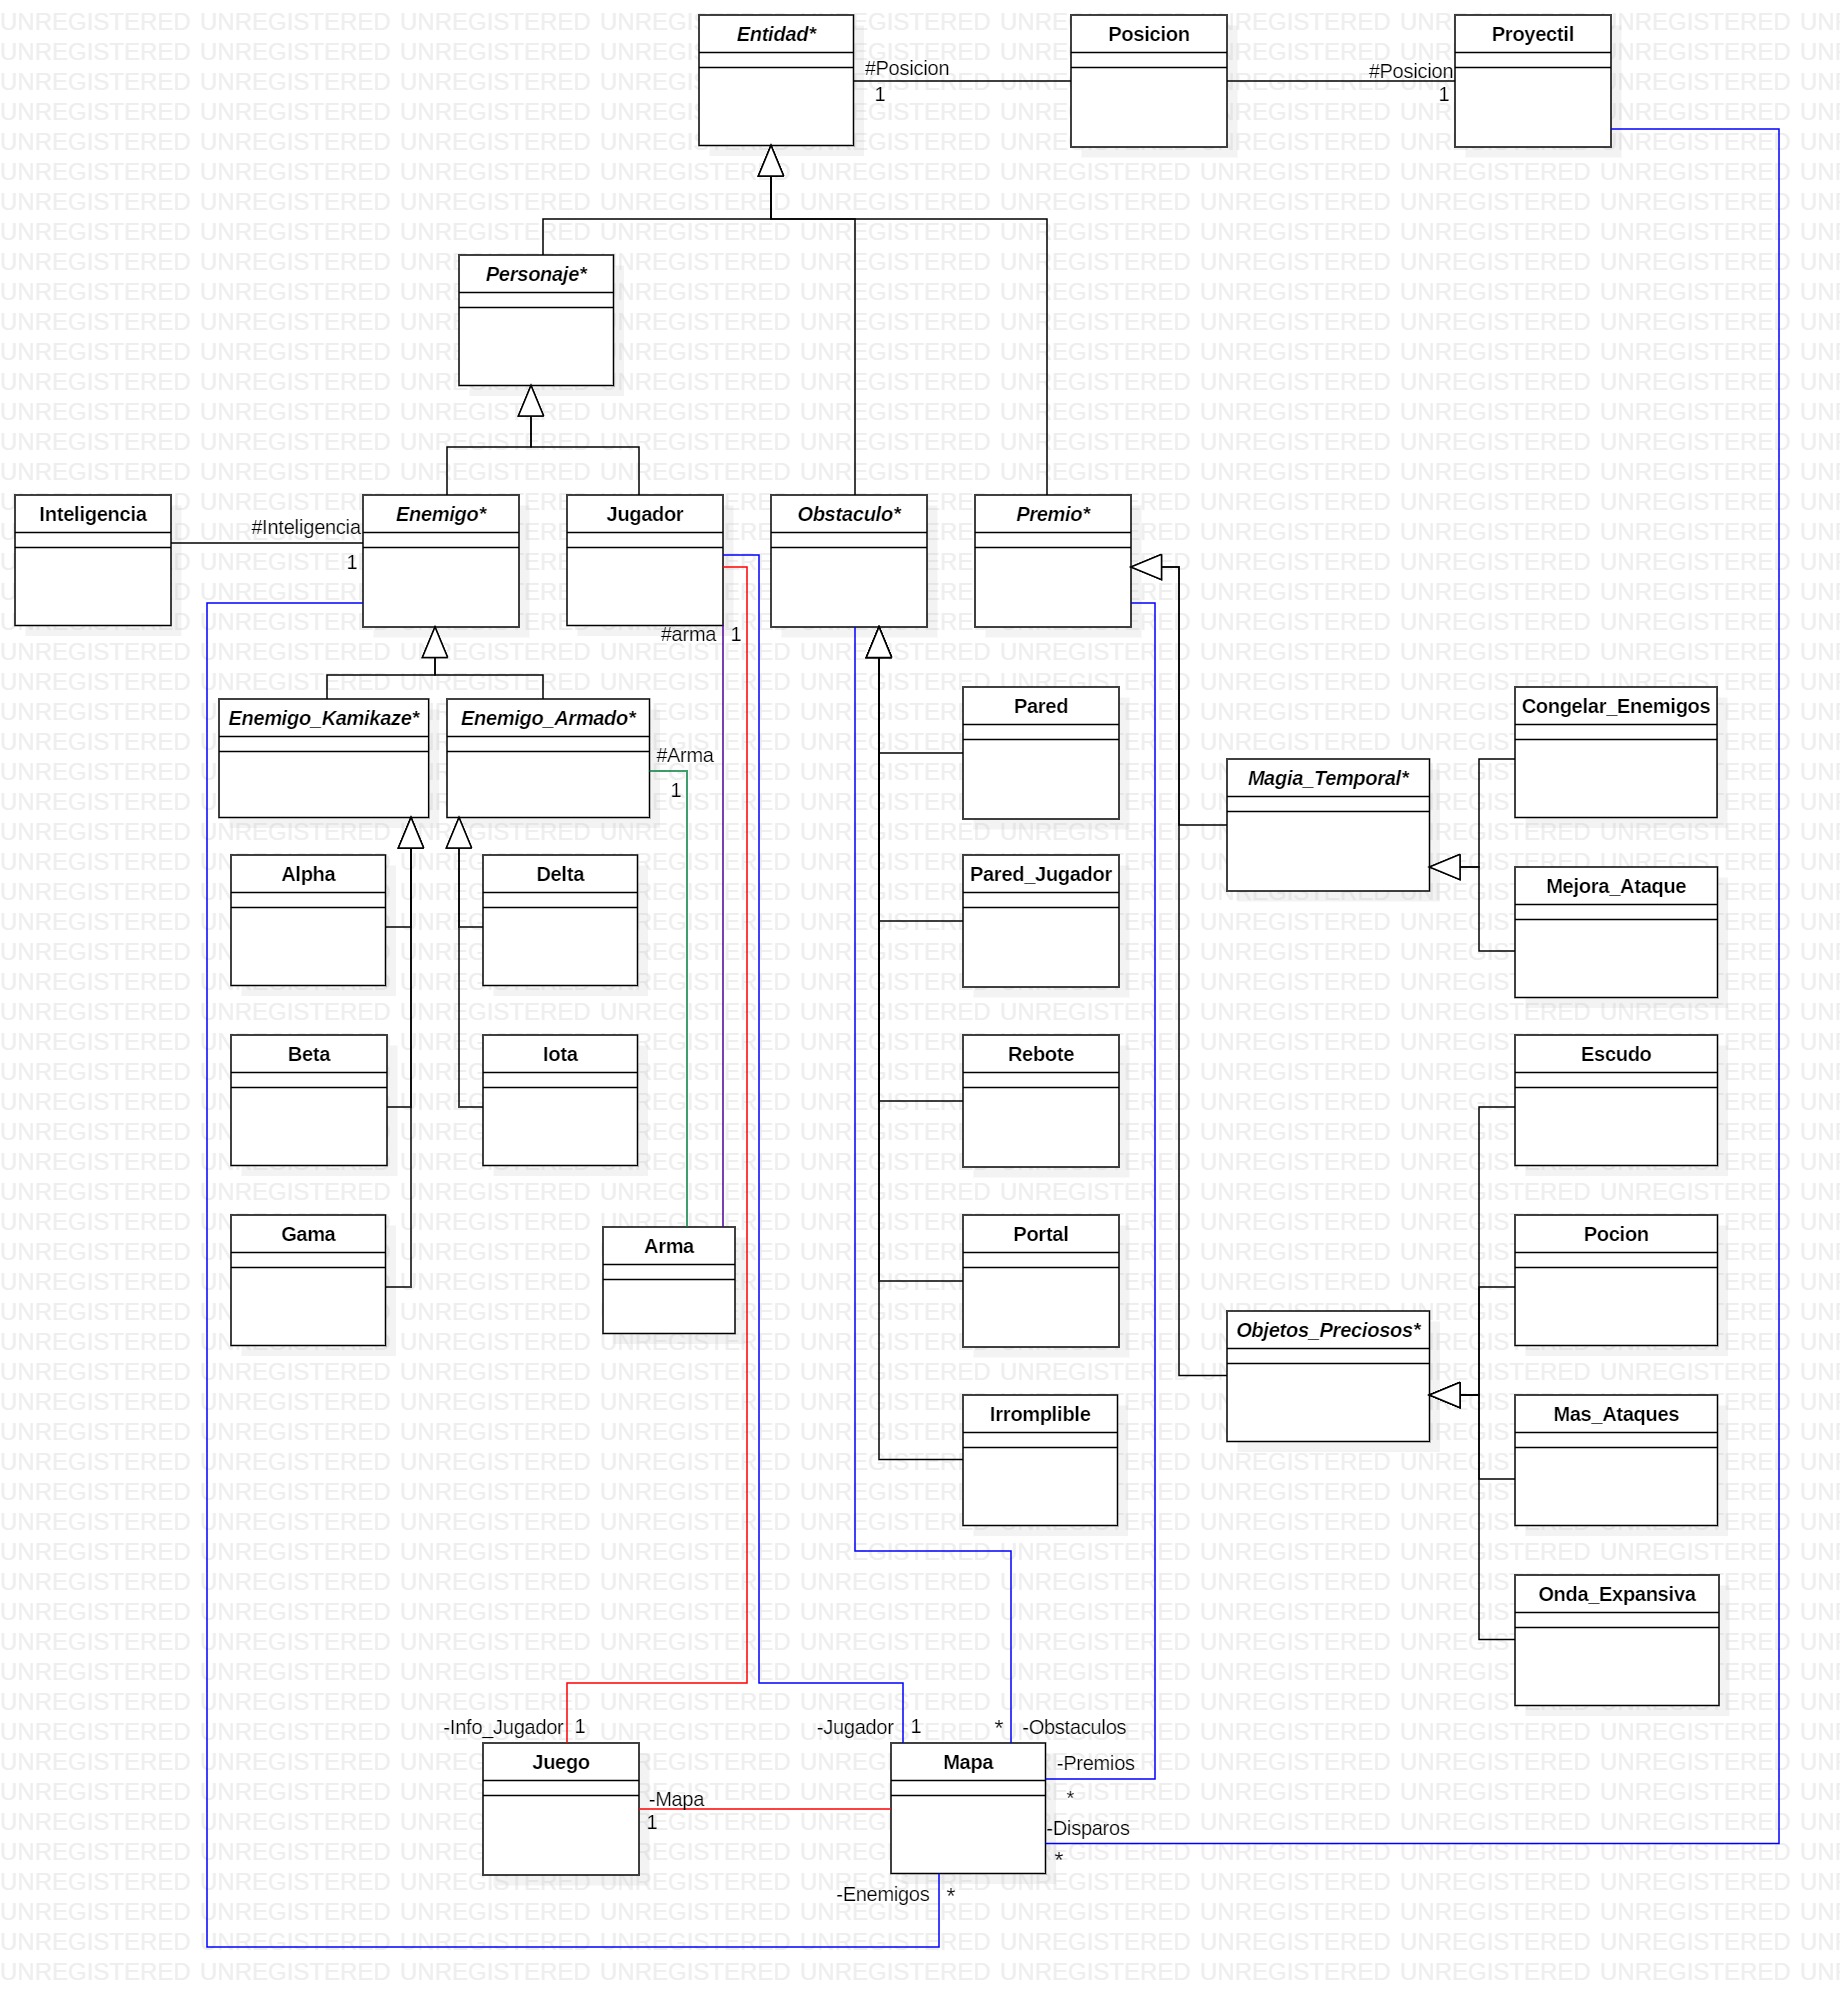 Entidad*
Posicion
Proyectil
#Posicion
1
#Posicion
1
Personaje*
Inteligencia
#Inteligencia
1
Enemigo*
Jugador
Obstaculo*
Premio*
#arma 1
Enemigo_Kamikaze*
Enemigo_Armado*
#Arma
1
Pared
Congelar_Enemigos
Magia_Temporal*
Alpha
Delta
Pared_Jugador
Mejora_Ataque
Beta
Iota
Rebote
Escudo
Gama
Arma
Portal
Pocion
Objetos_Preciosos*
Irromplible
Mas_Ataques
Onda_Expansiva
-Info_Jugador 1
-Jugador 1
* -Obstaculos
Juego
Mapa
-Premios
*
-Mapa
1
-Disparos
*
-Enemigos *
UNREGISTERED